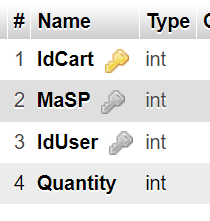 # Name Type
1 IdCart int
2 MaSP int
3 IdUser int
4 Quantity int